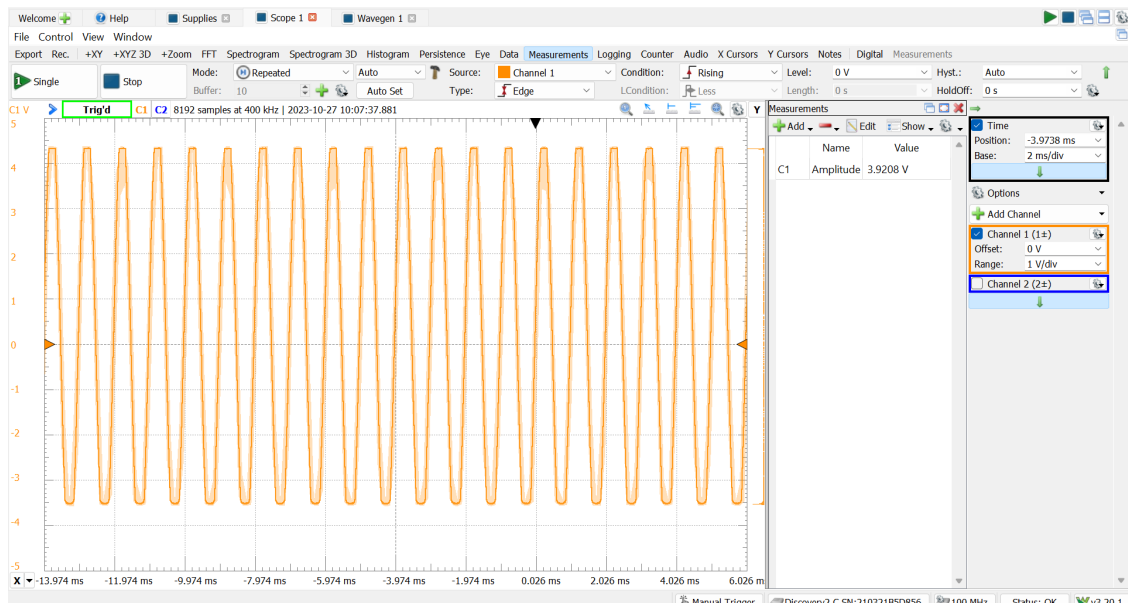 Welcome Help Supplies Scope 1 Wavegen 1
File Control View Window
Export Rec. +XY +XYZ 3D +Zoom FFT Spectrogram Spectrogram 3D Histogram Persistence Eye Data Measurements Logging Counter Audio X Cursors Y Cursors Notes Digital Measurements
1 Single Stop Mode: Repeated Auto Source: Channel 1 Condition: Rising Level: 0 V Hyst.: Auto
Buffer: 10 Auto Set Type: Edge LCondition: Less Length: 0 s HoldOff: 0 s
C1 V Trig'd C1 C2 8192 samples at 400 kHz | 2023-10-27 10:07:37.881 Y
5
4
3
2
1
0
-1
-2
-3
-4
-5
X -13.974 ms -11.974 ms -9.974 ms -7.974 ms -5.974 ms -3.974 ms -1.974 ms 0.026 ms 2.026 ms 4.026 ms 6.026 m
Measurements
Add Edit Show
Name Value
C1 Amplitude 3.9208 V
Time
Position: -3.9738 ms
Base: 2 ms/div
Options
Add Channel
Channel 1 (1±)
Offset: 0 V
Range: 1 V/div
Channel 2 (2±)
Manual Trigger Discovery2 C SN:210321B5D856 100 MHz Status: OK v3.20.1